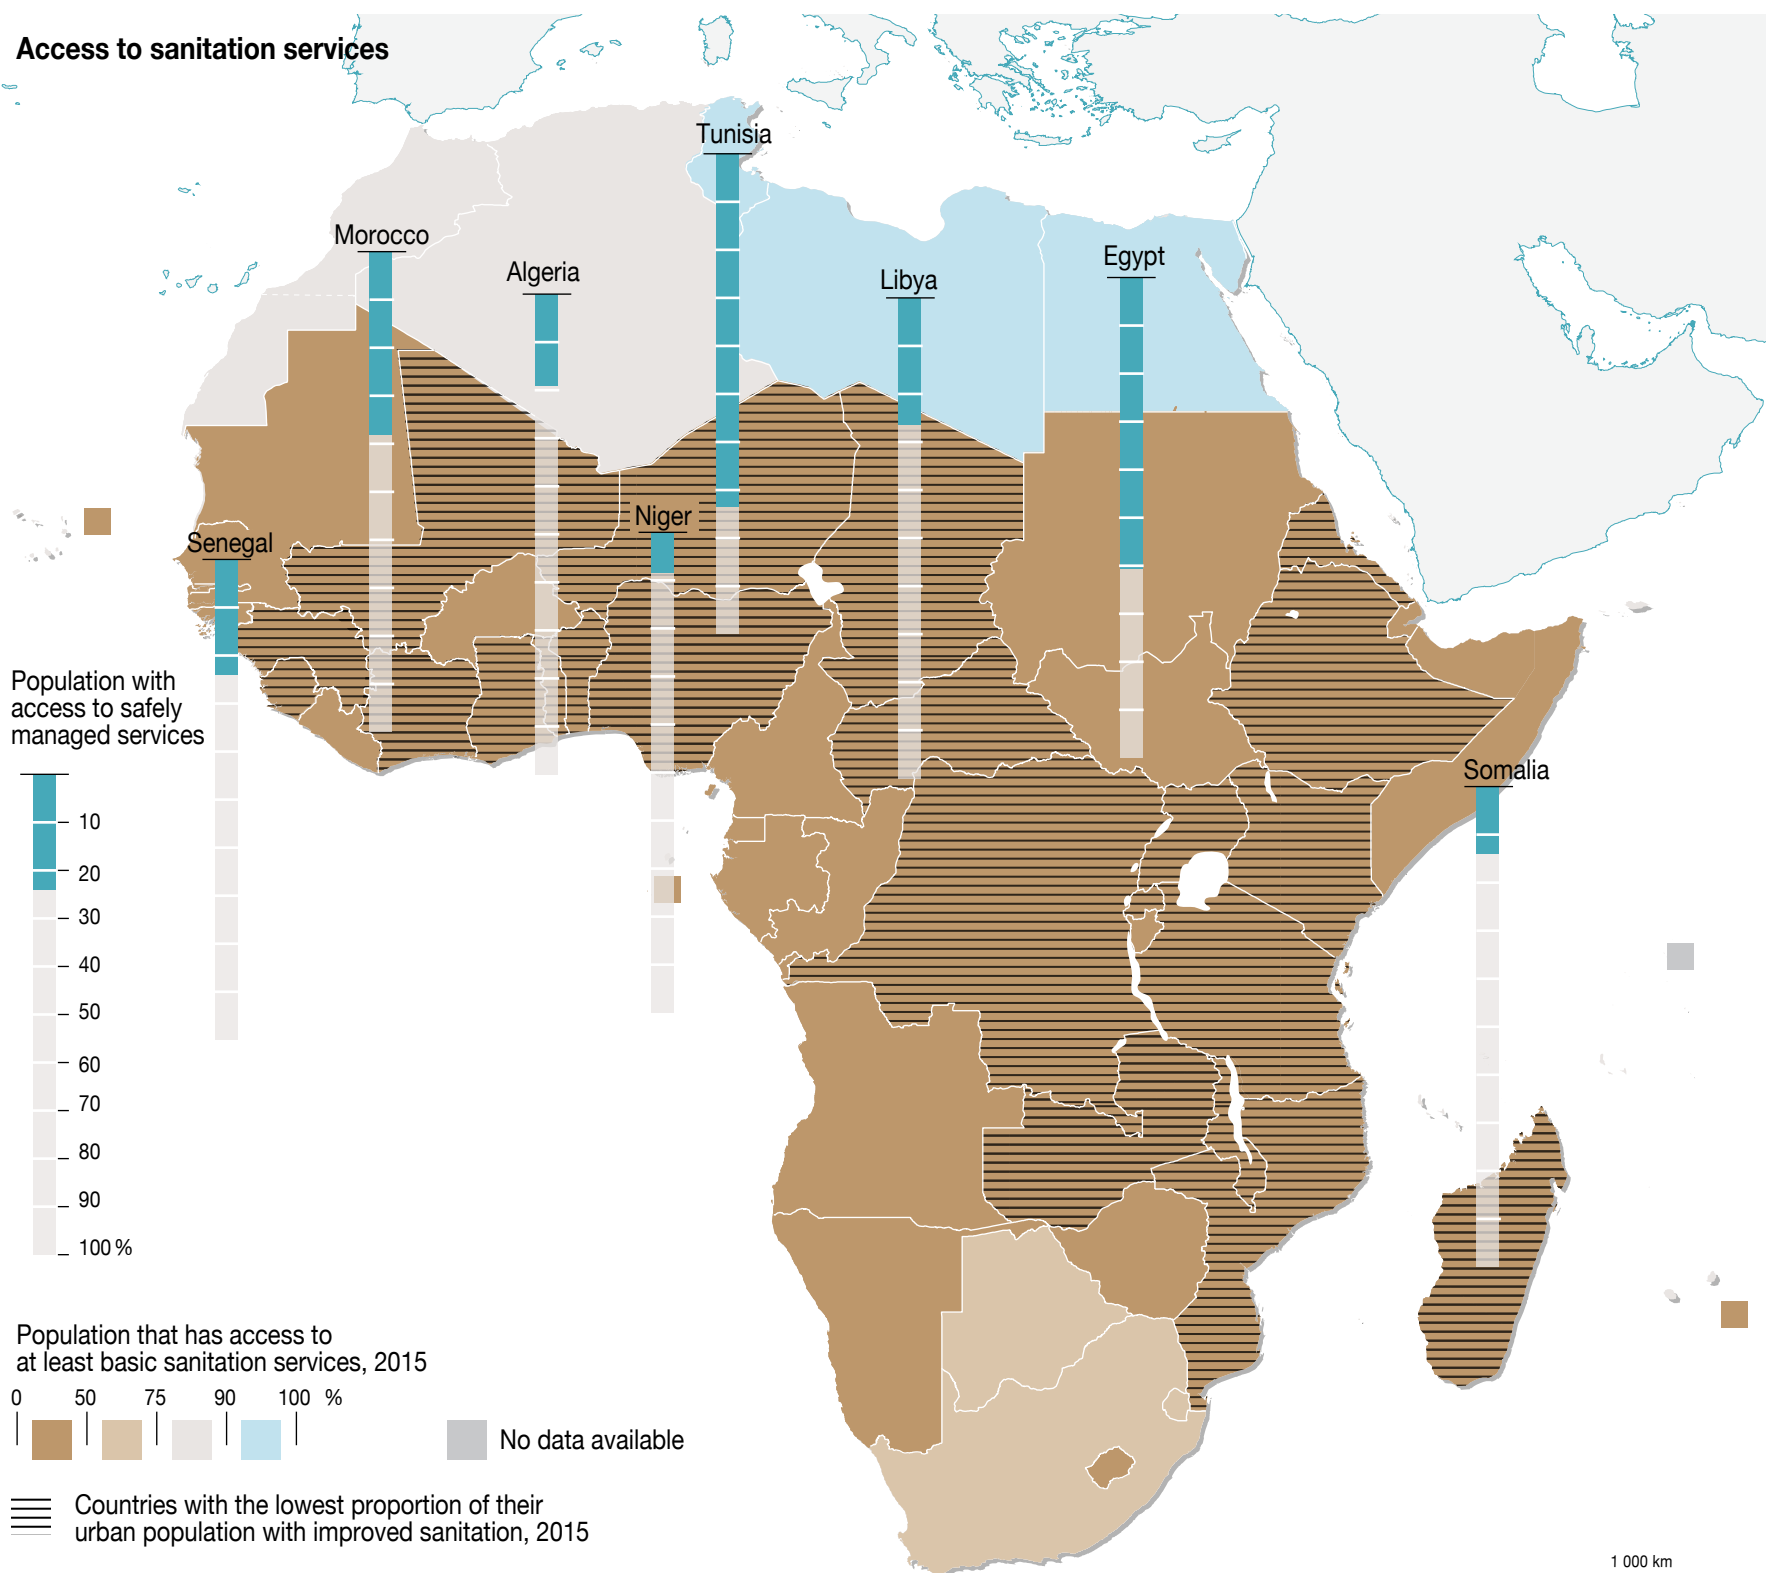 Access to sanitation services
Tunisia
Morocco
Algeria
Libya
Egypt
Niger
Senegal
Somalia
Population with
access to safely
managed services
10
20
30
40
50
60
70
80
90
100 %
Population that has access to
at least basic sanitation services, 2015
0 50 75 90 100 %
No data available
Countries with the lowest proportion of their
urban population with improved sanitation, 2015
1 000 km